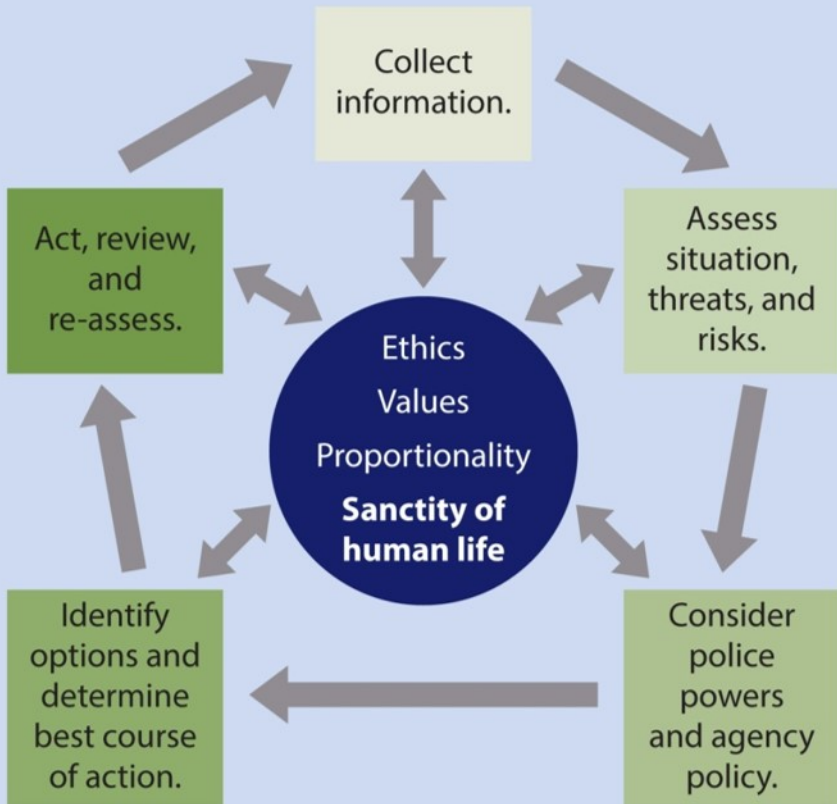 Collect
information.
Assess
situation,
threats, and
risks.
Consider
police
powers
and agency
policy.
Identify
options and
determine
best course
of action.
Act, review,
and
re-assess.
Ethics
Values
Proportionality
Sanctity of
human life